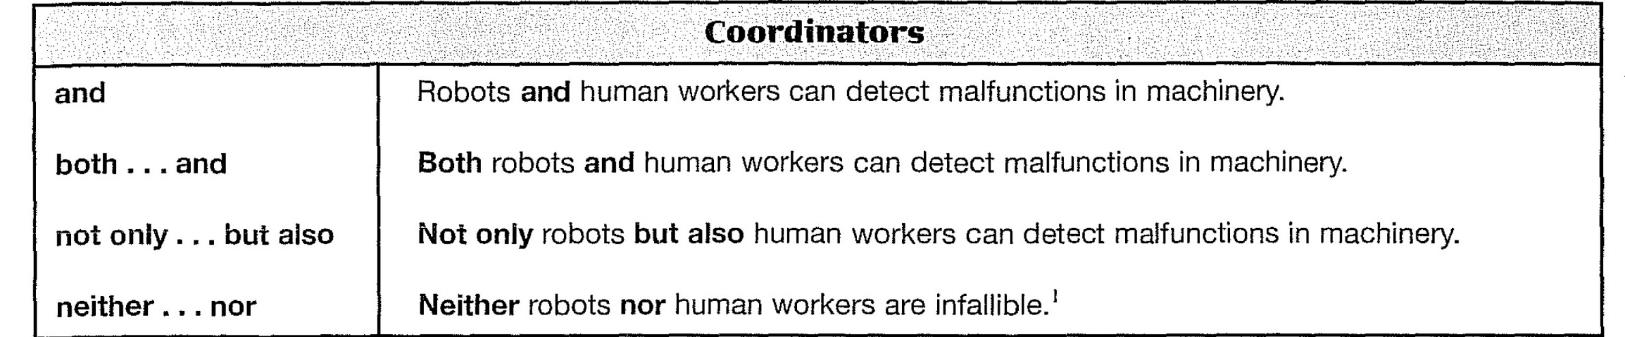 Coordinators
and Robots and human workers can detect malfunctions in machinery.
both . . . and Both robots and human workers can detect malfunctions in machinery.
not only . . . but also Not only robots but also human workers can detect malfunctions in machinery.
neither . . . nor Neither robots nor human workers are infallible.¹